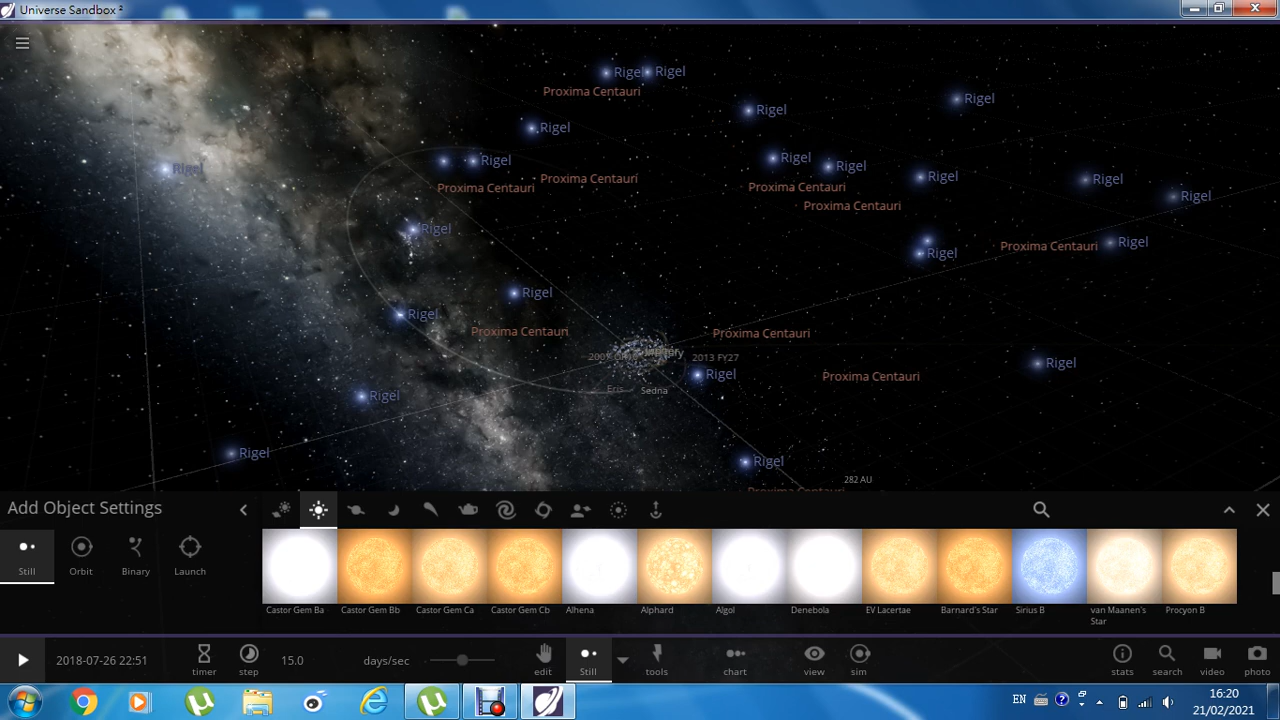 Universe Sandbox ²
Rigel
Rigel
Proxima Centauri
Rigel
Rigel
Rigel
Rigel
Rigel
Rigel
Rigel
Rigel
Proxima Centauri
Proxima Centauri
Rigel
Rigel
Proxima Centauri
Rigel
Proxima Centauri
Rigel
Rigel
Proxima Centauri
Rigel
Rigel
Rigel
Proxima Centauri
Proxima Centauri
2013 FY27
Rigel
Rigel
Proxima Centauri
Eris
Sedna
Rigel
Rigel
Rigel
282 AU
Proxima Centauri
Add Object Settings
Still
Orbit
Binary
Launch
Castor Gem Ba
Castor Gem Bb
Castor Gem Ca
Castor Gem Cb
Alhena
Alphard
Algol
Denebola
EV Lacertae
Barnard's Star
Sirius B
van Maanen's
Star
Procyon B
2018-07-26 22:51
timer
step
15.0
days/sec
edit
Still
tools
chart
view
sim
stats
search
video
photo
EN
16:20
21/02/2021